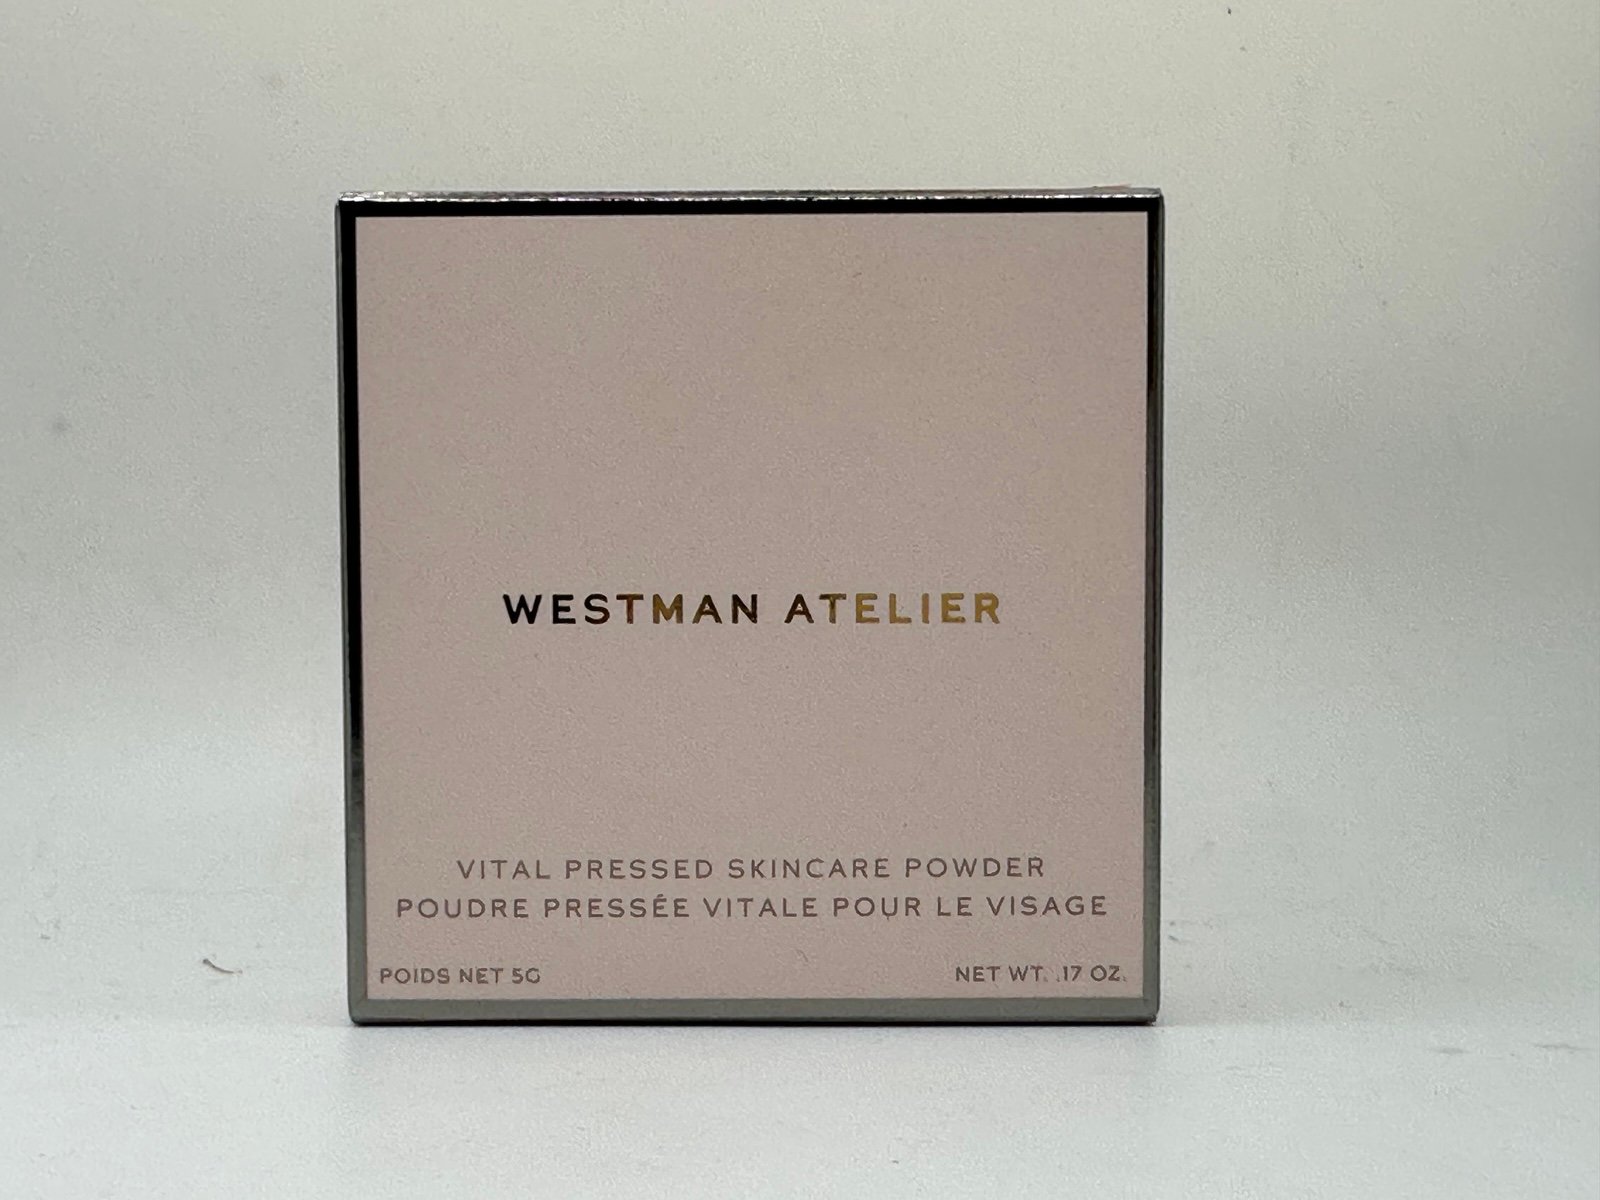 WESTMAN ATELIER
VITAL PRESSED SKINCARE POWDER
POUDRE PRESSÉE VITALE POUR LE VISAGE
POIDS NET 5G
NET WT. .17 OZ.